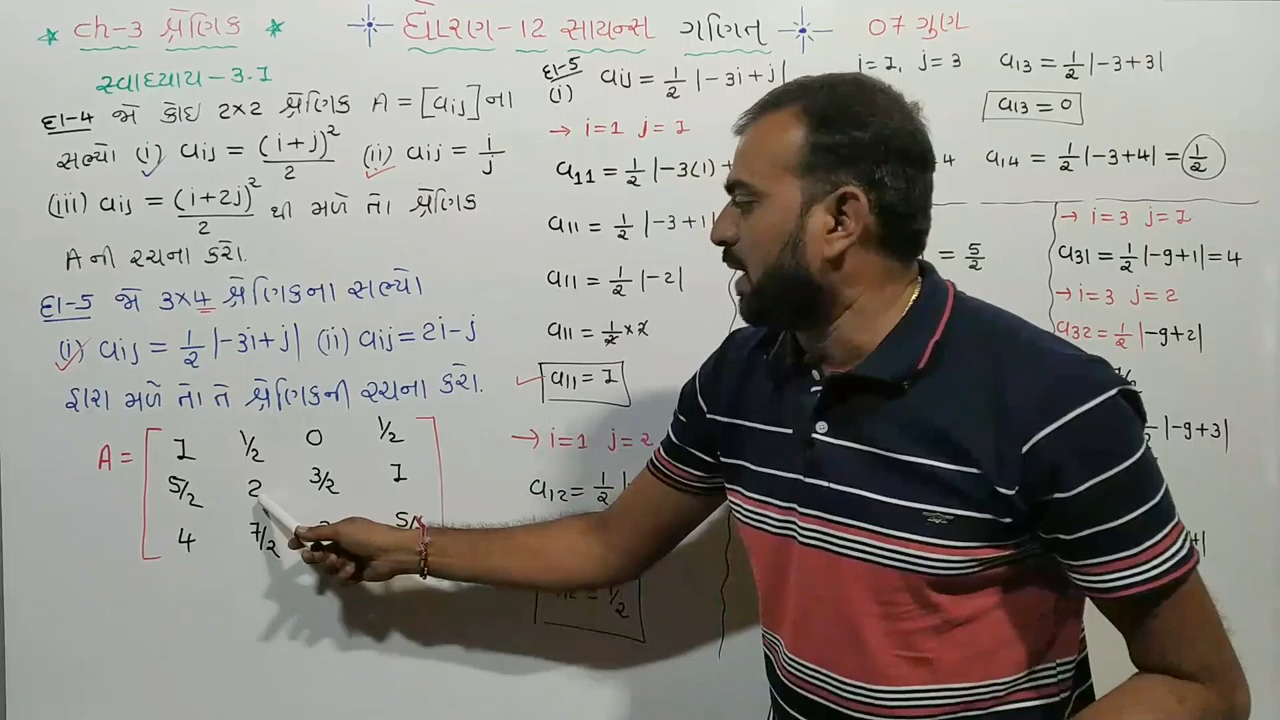 Ch-3 શ્રેણિક
ધોરણ-12 સાયન્સ ગણિત
07 ગુણ
સ્વાધ્યાય-3.1
દા-4 જો કોઈ 2×2 શ્રેણિક A = [aij] ના
સભ્યો (i) aij = (i+j)²/2 (ii) aij = i/j
(iii) aij = (i+2j)²/2 થી મળે તો શ્રેણિક
A ની રચના કરો.
દા-5 જો 3×4 શ્રેણિકના સભ્યો
(i) aij = 1/2 |-3i+j| (ii) aij = 2i-j
દ્વારા મળે તો તે શ્રેણિકની રચના કરો.
A = [ 1 1/2 0 1/2
5/2 2 3/2 1
4 7/2
દા-5 (i) aij = 1/2 |-3i+j|
→ i=1 j=1
a11 = 1/2 |-3(1)+
a11 = 1/2 |-3+1|
a11 = 1/2 |-2|
a11 = 1/2 × 2
a11 = 1
→ i=1 j=2
a12 = 1/2
= 1/2
i=1, j=3
a13 = 1/2 |-3+3|
a13 = 0
a14 = 1/2 |-3+4| = 1/2
= 5/2
→ i=3 j=1
a31 = 1/2 |-9+1| = 4
→ i=3 j=2
a32 = 1/2 |-9+2|
|-9+3|